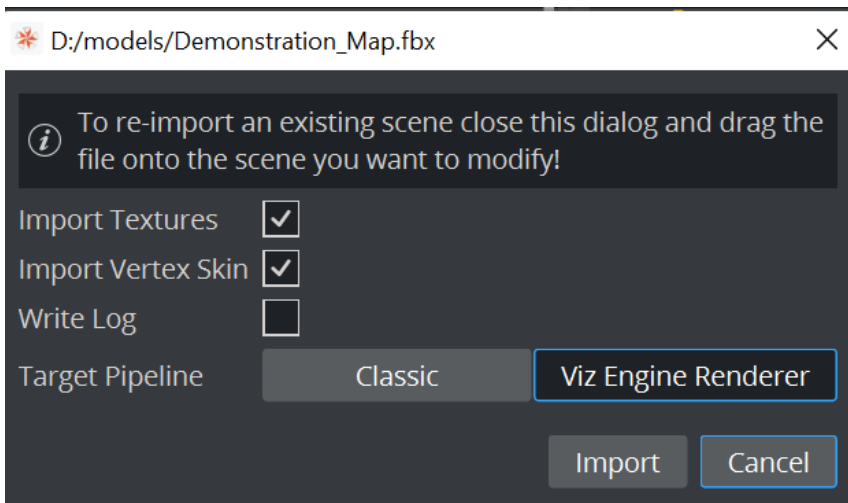 D:/models/Demonstration_Map.fbx
To re-import an existing scene close this dialog and drag the
file onto the scene you want to modify!
Import Textures
Import Vertex Skin
Write Log
Target Pipeline Classic Viz Engine Renderer
Import Cancel